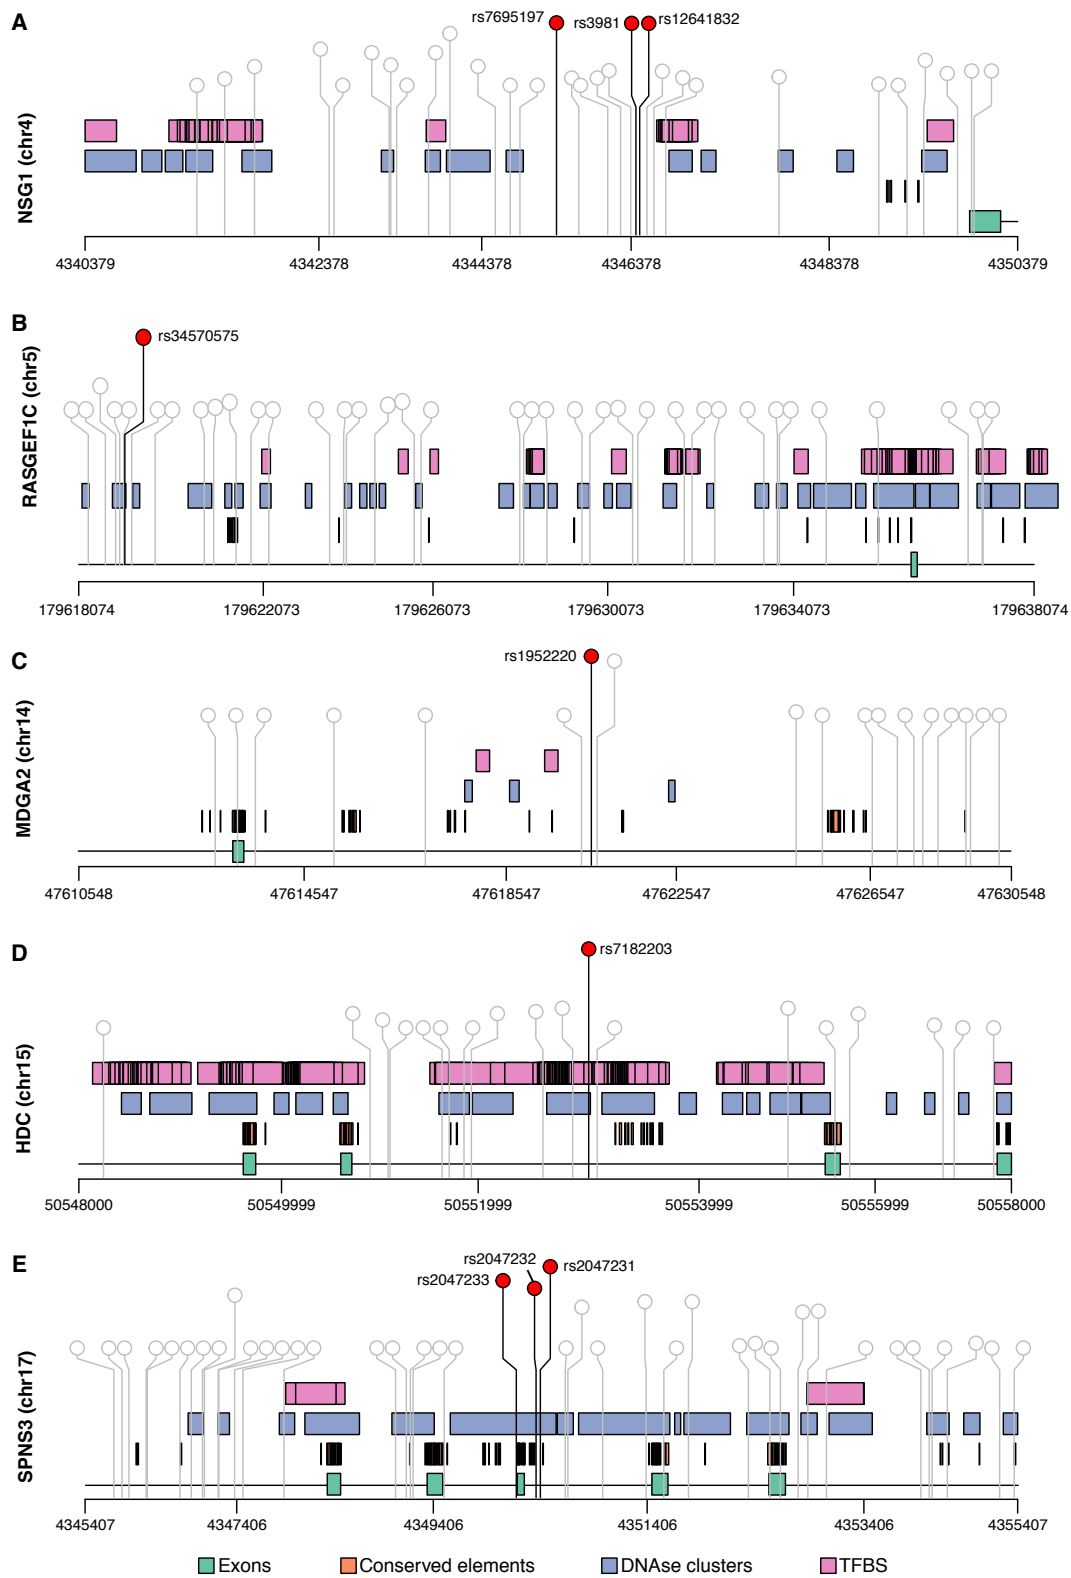 A
rs7695197
rs3981
rs12641832
NSG1 (chr4)
4340379
4342378
4344378
4346378
4348378
4350379
B
rs34570575
RASGEF1C (chr5)
179618074
179622073
179626073
179630073
179634073
179638074
C
rs1952220
MDGA2 (chr14)
47610548
47614547
47618547
47622547
47626547
47630548
D
rs7182203
HDC (chr15)
50548000
50549999
50551999
50553999
50555999
50558000
E
rs2047232
rs2047233
rs2047231
SPNS3 (chr17)
4345407
4347406
4349406
4351406
4353406
4355407
Exons
Conserved elements
DNAse clusters
TFBS